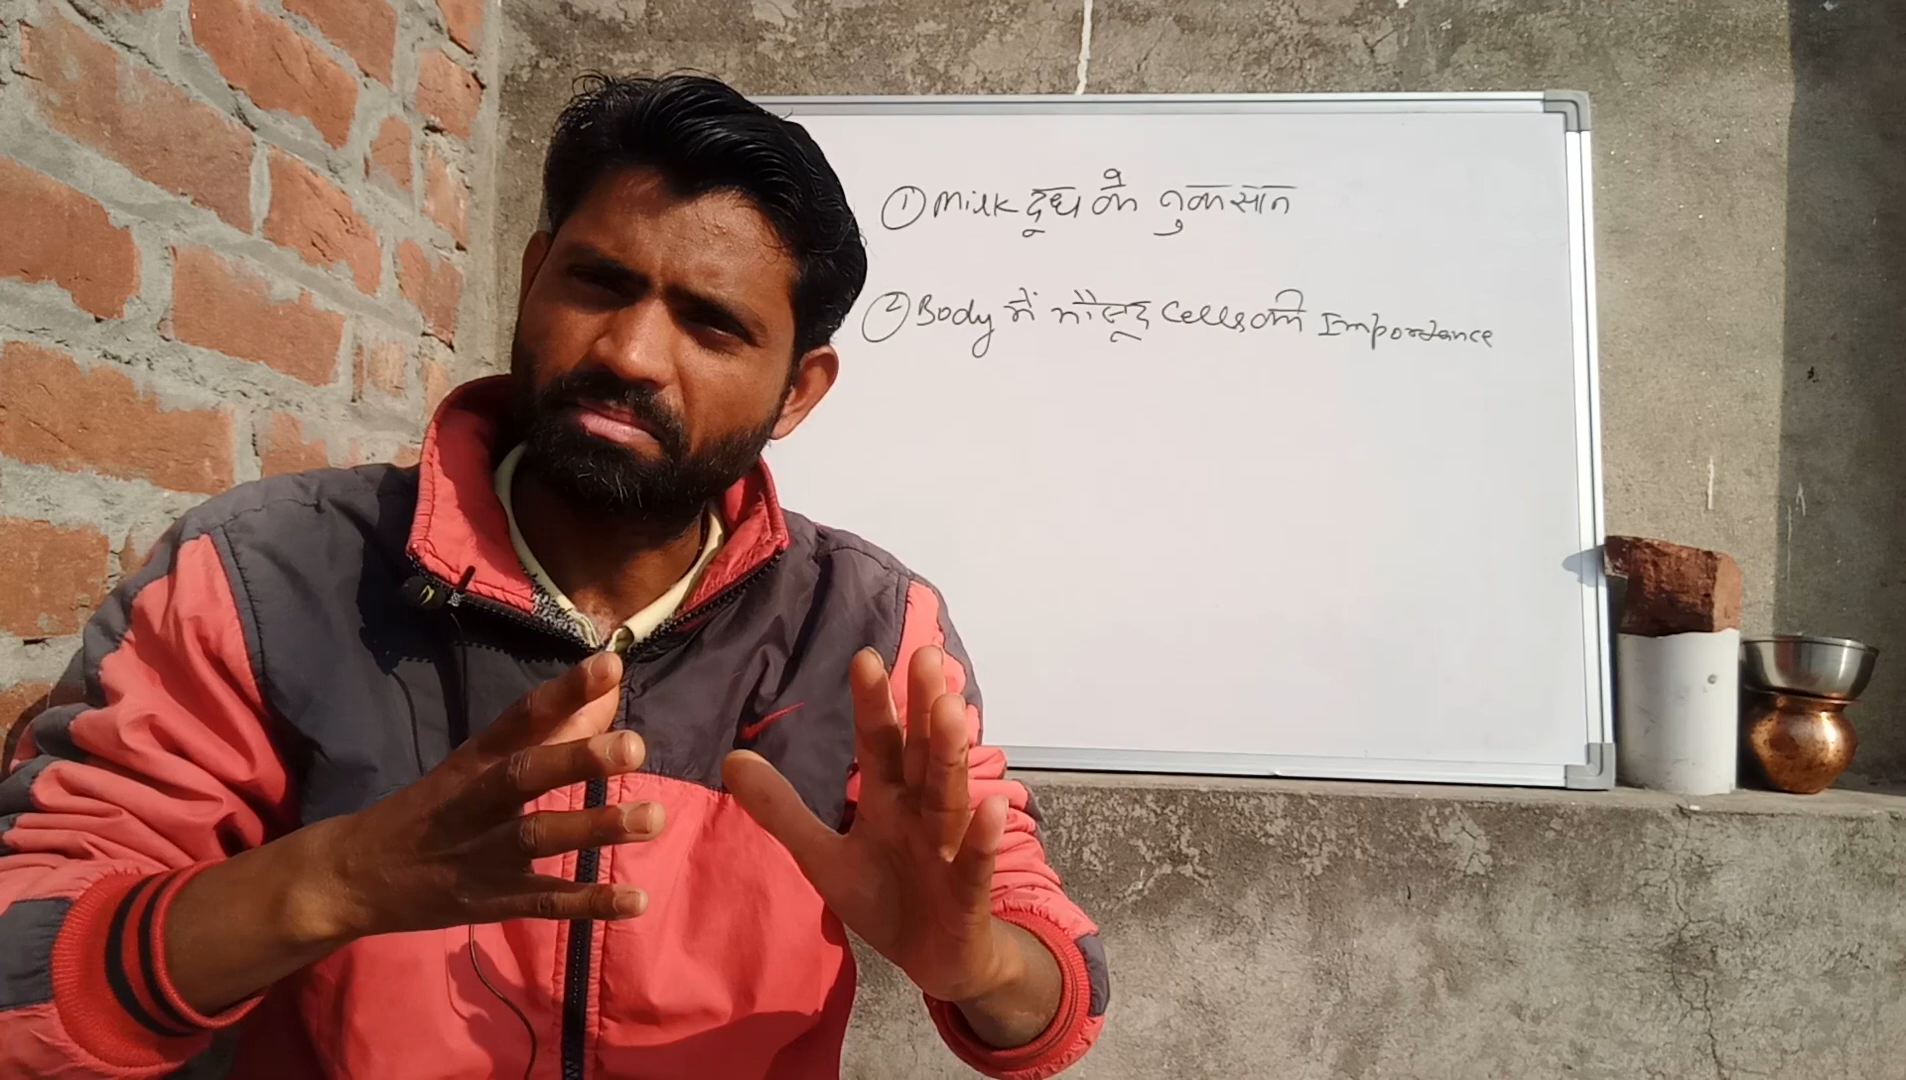 ① Milk दूध के नुकसान
② Body में मौजूद Cells की Importance